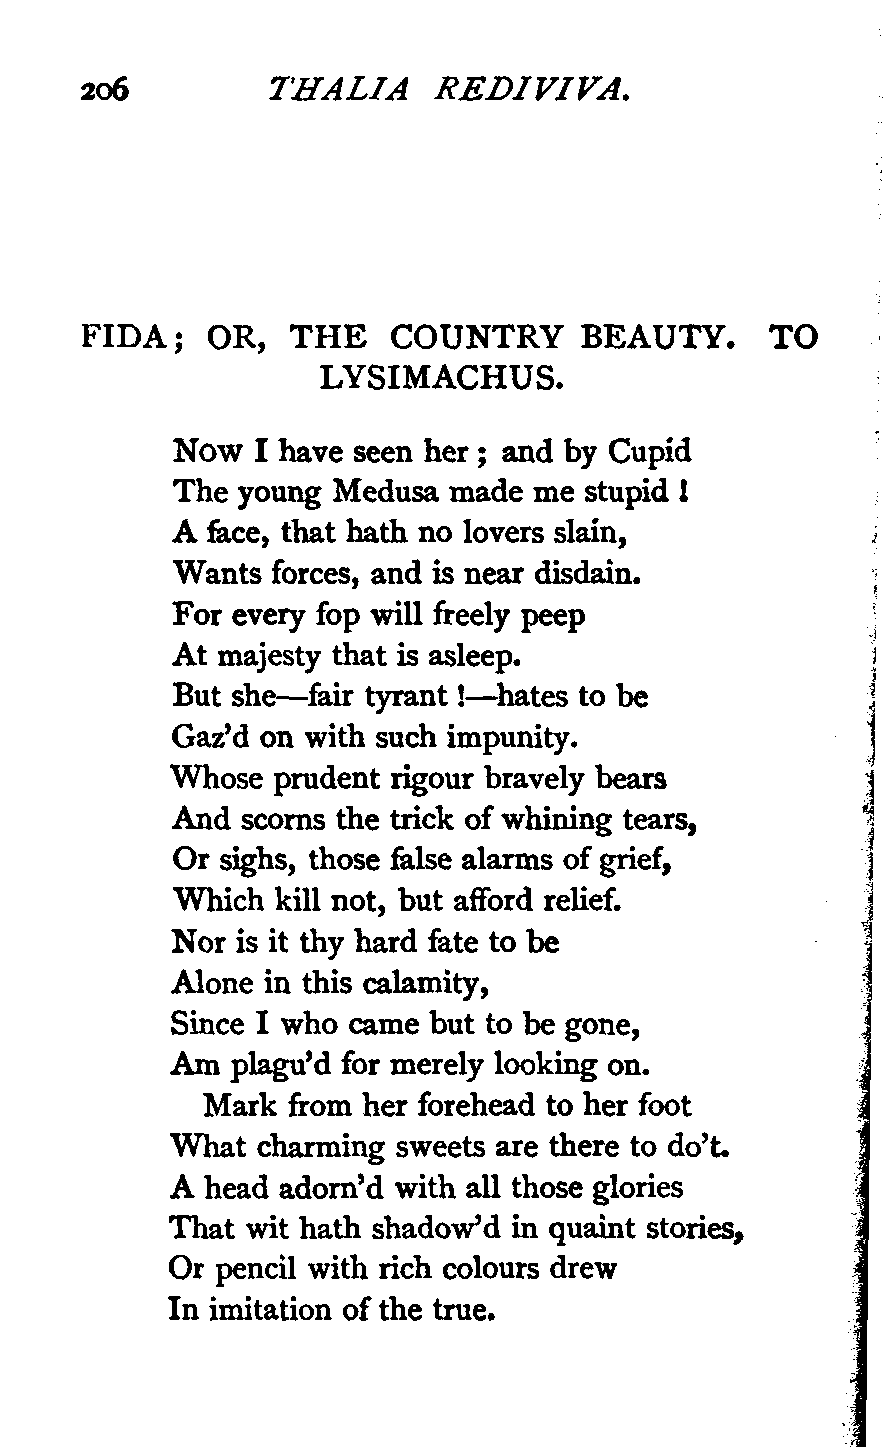 206 THALIA REDIVIVA.
FIDA; OR, THE COUNTRY BEAUTY. TO
LYSIMACHUS.
Now I have seen her; and by Cupid
The young Medusa made me stupid!
A face, that hath no lovers slain,
Wants forces, and is near disdain.
For every fop will freely peep
At majesty that is asleep.
But she—fair tyrant!—hates to be
Gaz'd on with such impunity.
Whose prudent rigour bravely bears
And scorns the trick of whining tears,
Or sighs, those false alarms of grief,
Which kill not, but afford relief.
Nor is it thy hard fate to be
Alone in this calamity,
Since I who came but to be gone,
Am plagu'd for merely looking on.
Mark from her forehead to her foot
What charming sweets are there to do't.
A head adorn'd with all those glories
That wit hath shadow'd in quaint stories,
Or pencil with rich colours drew
In imitation of the true.